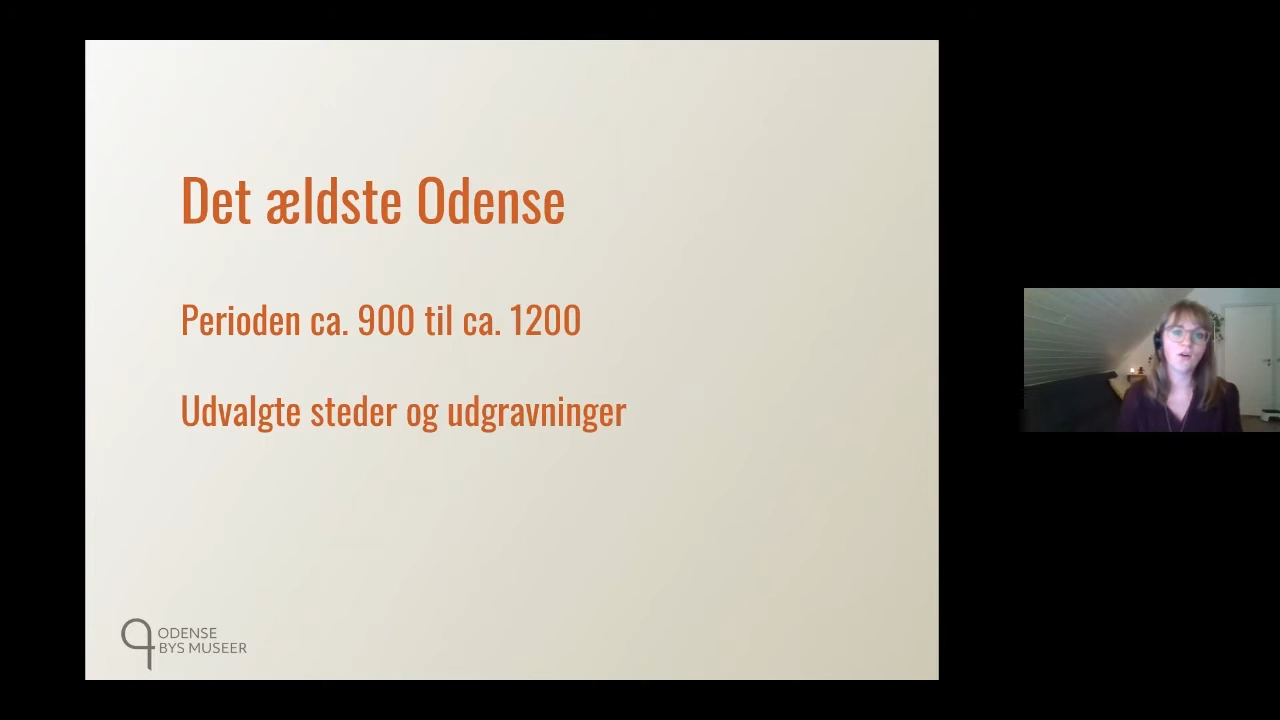 Det ældste Odense
Perioden ca. 900 til ca. 1200
Udvalgte steder og udgravninger
ODENSE
BYS MUSEER